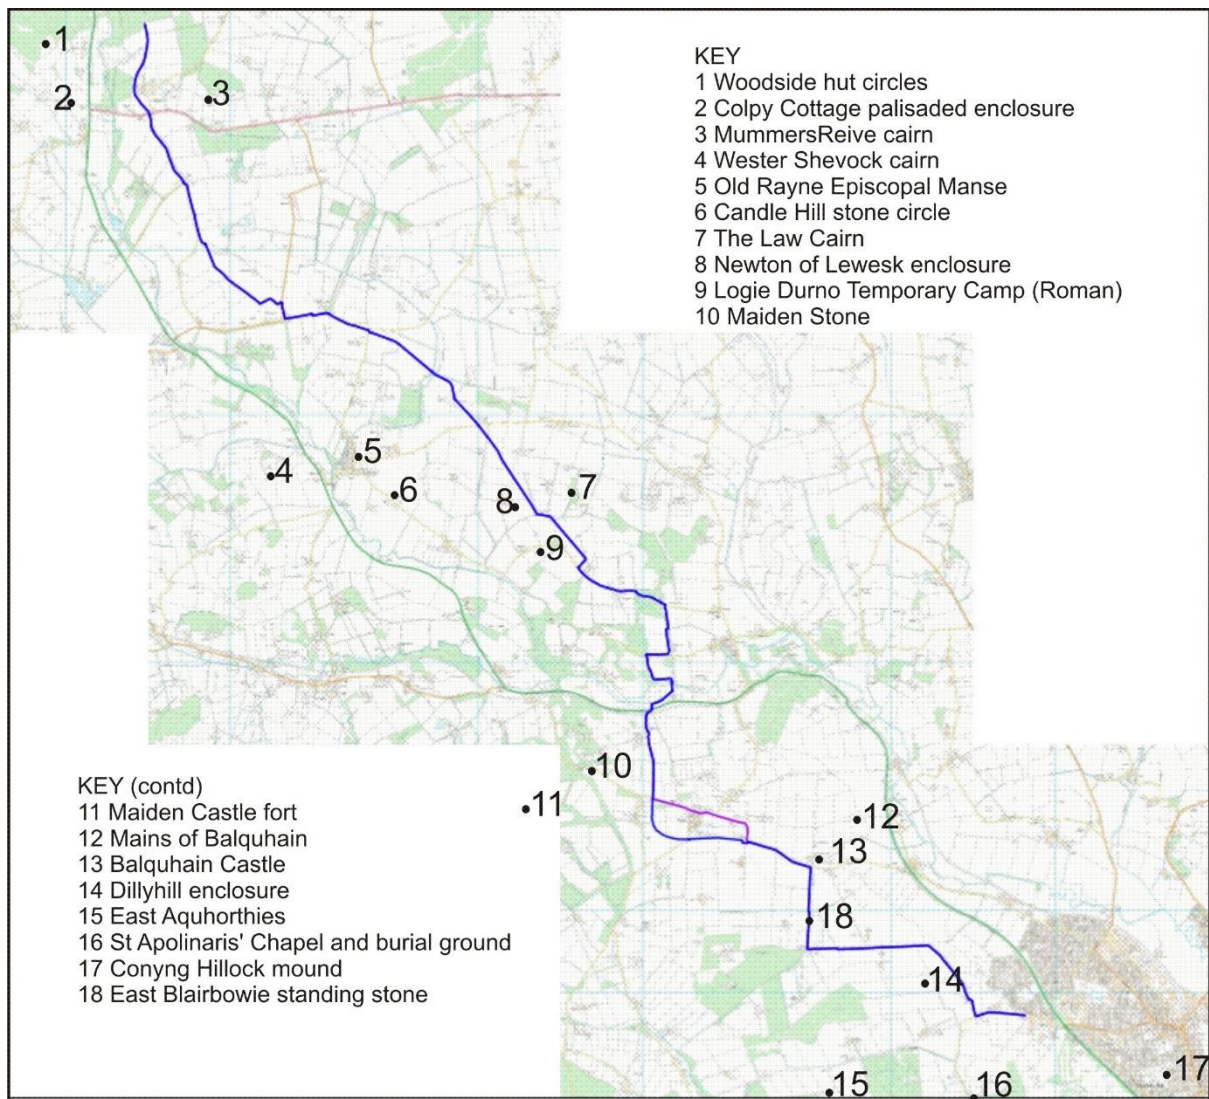 KEY
1 Woodside hut circles
2 Colpy Cottage palisaded enclosure
3 MummersReive cairn
4 Wester Shevock cairn
5 Old Rayne Episcopal Manse
6 Candle Hill stone circle
7 The Law Cairn
8 Newton of Lewesk enclosure
9 Logie Durno Temporary Camp (Roman)
10 Maiden Stone
1
2
3
4
5
6
7
8
9
10
11
12
13
18
14
15
16
17
KEY (contd)
11 Maiden Castle fort
12 Mains of Balquhain
13 Balquhain Castle
14 Dillyhill enclosure
15 East Aquhorthies
16 St Apolinaris' Chapel and burial ground
17 Conyng Hillock mound
18 East Blairbowie standing stone